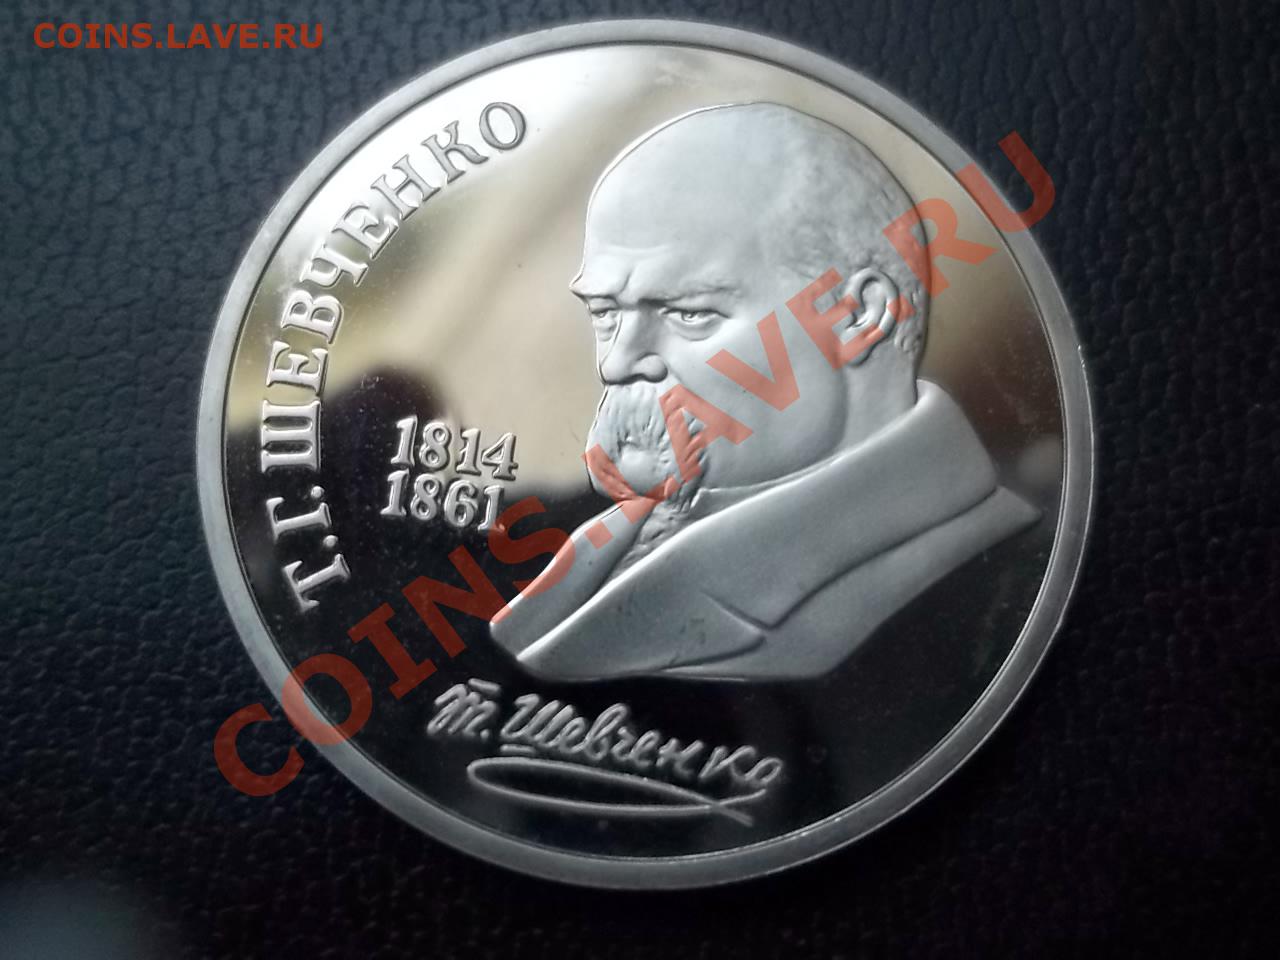 COINS.LAVE.RU
Т.Г. ШЕВЧЕНКО
1814
1861
Т. Шевченко
COINS.LAVE.RU